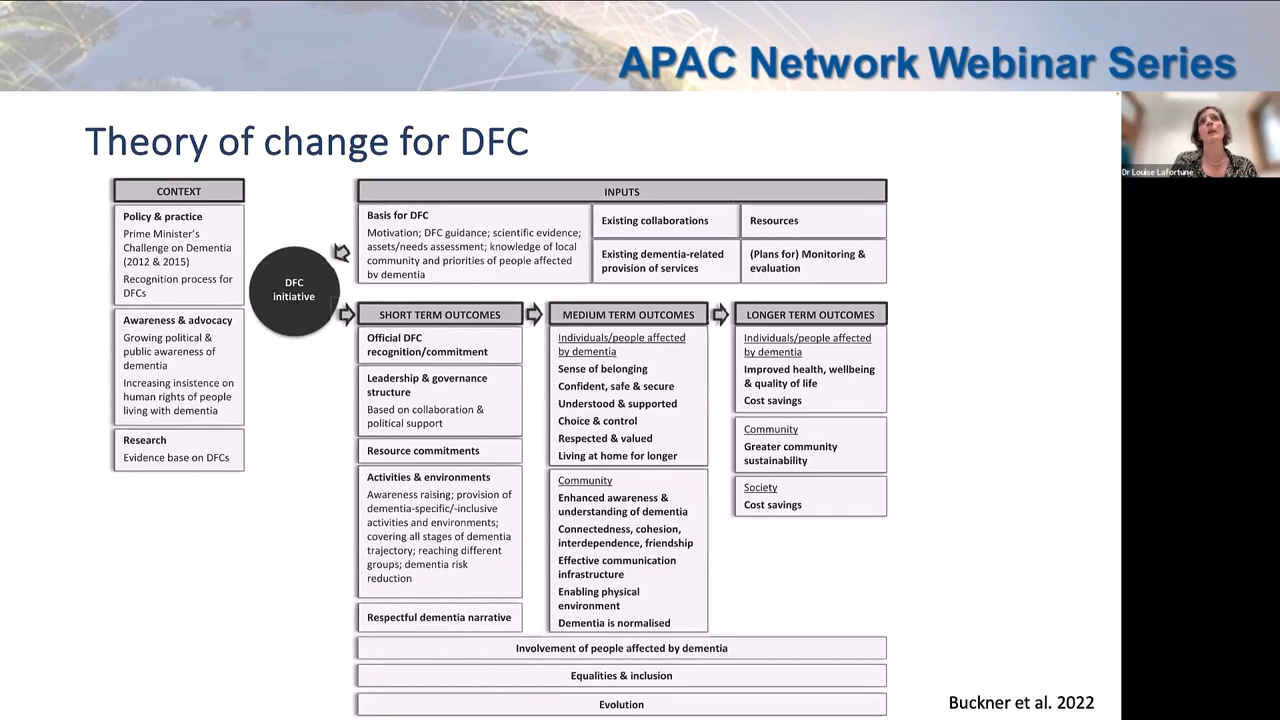 APAC Network Webinar Series
Dr Louise Lafortune
Theory of change for DFC
CONTEXT
Policy & practice
Prime Minister's
Challenge on Dementia
(2012 & 2015)
Recognition process for
DFCs
Awareness & advocacy
Growing political &
public awareness of
dementia
Increasing insistence on
human rights of people
living with dementia
Research
Evidence base on DFCs
DFC
initiative
INPUTS
Basis for DFC
Motivation; DFC guidance; scientific evidence;
assets/needs assessment; knowledge of local
community and priorities of people affected
by dementia
Existing collaborations
Existing dementia-related
provision of services
Resources
(Plans for) Monitoring &
evaluation
SHORT TERM OUTCOMES
Official DFC
recognition/commitment
Leadership & governance
structure
Based on collaboration &
political support
Resource commitments
Activities & environments
Awareness raising; provision of
dementia-specific/-inclusive
activities and environments;
covering all stages of dementia
trajectory; reaching different
groups; dementia risk
reduction
Respectful dementia narrative
MEDIUM TERM OUTCOMES
Individuals/people affected
by dementia
Sense of belonging
Confident, safe & secure
Understood & supported
Choice & control
Respected & valued
Living at home for longer
Community
Enhanced awareness &
understanding of dementia
Connectedness, cohesion,
interdependence, friendship
Effective communication
infrastructure
Enabling physical
environment
Dementia is normalised
LONGER TERM OUTCOMES
Individuals/people affected
by dementia
Improved health, wellbeing
& quality of life
Cost savings
Community
Greater community
sustainability
Society
Cost savings
Involvement of people affected by dementia
Equalities & inclusion
Evolution
Buckner et al. 2022